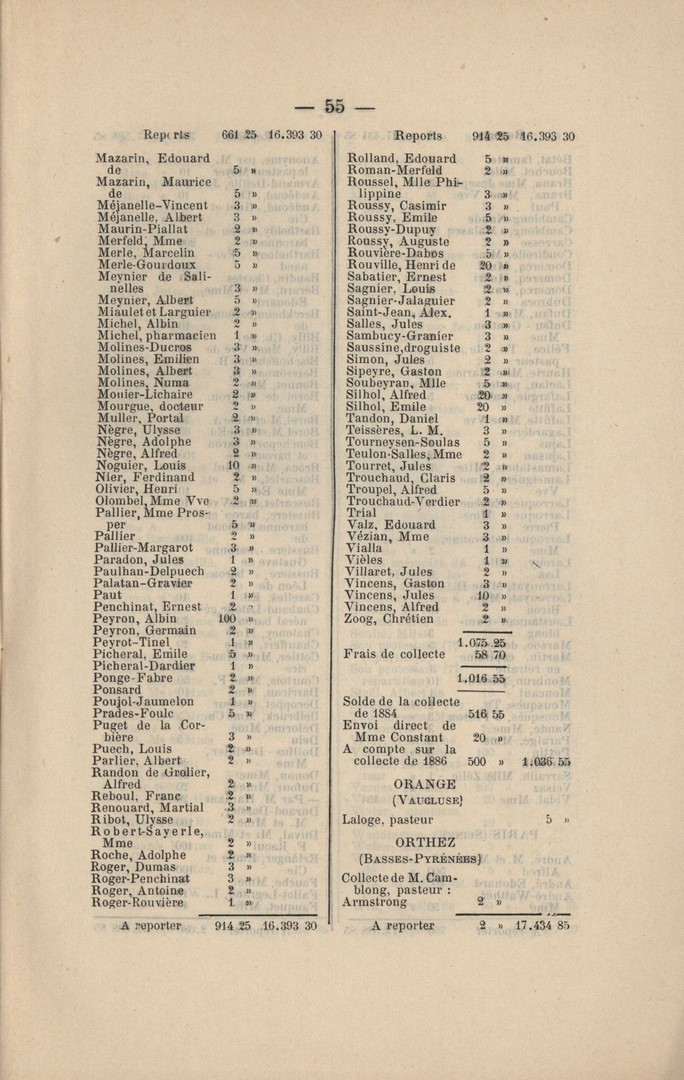 — 55 —
Reports 661 25 16.393 30
Mazarin, Edouard
de 5 »
Mazarin, Maurice
de 5 »
Méjanelle-Vincent 3 »
Méjanelle, Albert 3 »
Maurin-Piallat 2 »
Merfeld, Mme 2 »
Merle, Marcelin 5 »
Merle-Gourdoux 5 »
Meynier de Sali-
nelles 3 »
Meynier, Albert 5 »
Miaulet et Larguier 2 »
Michel, Albin 2 »
Michel, pharmacien 1 »
Molines-Ducros 3 »
Molines, Emilien 3 »
Molines, Albert 3 »
Molines, Numa 2 »
Monier-Lichaire 2 »
Mourgue, docteur 2 »
Muller, Portal 2 »
Nègre, Ulysse 3 »
Nègre, Adolphe 3 »
Nègre, Alfred 2 »
Noguier, Louis 10 »
Nier, Ferdinand 2 »
Olivier, Henri 5 »
Olombel, Mme Vve 2 »
Pallier, Mme Pros-
per 5 »
Pallier 2 »
Pallier-Margarot 3 »
Paradon, Jules 1 »
Paulhan-Delpuech 2 »
Palatan-Gravier 2 »
Paut 1 »
Penchinat, Ernest 2 »
Peyron, Albin 100 »
Peyron, Germain 2 »
Peyrot-Tinel 1 »
Picheral, Emile 5 »
Picheral-Dardier 1 »
Ponge-Fabre 2 »
Ponsard 2 »
Poujol-Jaumelon 1 »
Prades-Foulc 5 »
Puget de la Cor-
bière 3 »
Puech, Louis 2 »
Parlier, Albert 2 »
Randon de Grolier,
Alfred 2 »
Reboul, Franc 2 »
Renouard, Martial 3 »
Ribot, Ulysse 2 »
Robert-Sayerle,
Mme 2 »
Roche, Adolphe 2 »
Roger, Dumas 3 »
Roger-Penchinat 3 »
Roger, Antoine 2 »
Roger-Rouvière 1 »
A reporter 914 25 16.393 30
Reports 914 25 16.393 30
Rolland, Edouard 5 »
Roman-Merfeld 2 »
Roussel, Mlle Phi-
lippine 3 »
Roussy, Casimir 3 »
Roussy, Emile 5 »
Roussy-Dupuy 2 »
Roussy, Auguste 2 »
Rouvière-Dabos 5 »
Rouville, Henri de 20 »
Sabatier, Ernest 2 »
Sagnier, Louis 2 »
Sagnier-Jalaguier 2 »
Saint-Jean, Alex. 1 »
Salles, Jules 3 »
Sambucy-Granier 3 »
Saussine, droguiste 2 »
Simon, Jules 2 »
Sipeyre, Gaston 2 »
Soubeyran, Mlle 5 »
Silhol, Alfred 20 »
Silhol, Emile 20 »
Tandon, Daniel 1 »
Teissères, L. M. 3 »
Tourneysen-Soulas 5 »
Teulon-Salles, Mme 2 »
Tourret, Jules 2 »
Trouchaud, Claris 2 »
Troupel, Alfred 5 »
Trouchaud-Verdier 2 »
Trial 1 »
Valz, Edouard 3 »
Vézian, Mme 3 »
Vialla 1 »
Vièles 1 »
Villaret, Jules 2 »
Vincens, Gaston 3 »
Vincens, Jules 10 »
Vincens, Alfred 2 »
Zoog, Chrétien 2 »
1.075 25
Frais de collecte 58 70
1.016 55
Solde de la collecte
de 1884 516 55
Envoi direct de
Mme Constant 20 »
A compte sur la
collecte de 1886 500 » 1.036 55
ORANGE
(VAUCLUSE)
Laloge, pasteur 5 »
ORTHEZ
(BASSES-PYRÉNÉES)
Collecte de M. Cam-
blong, pasteur :
Armstrong 2 »
A reporter 2 » 17.434 85